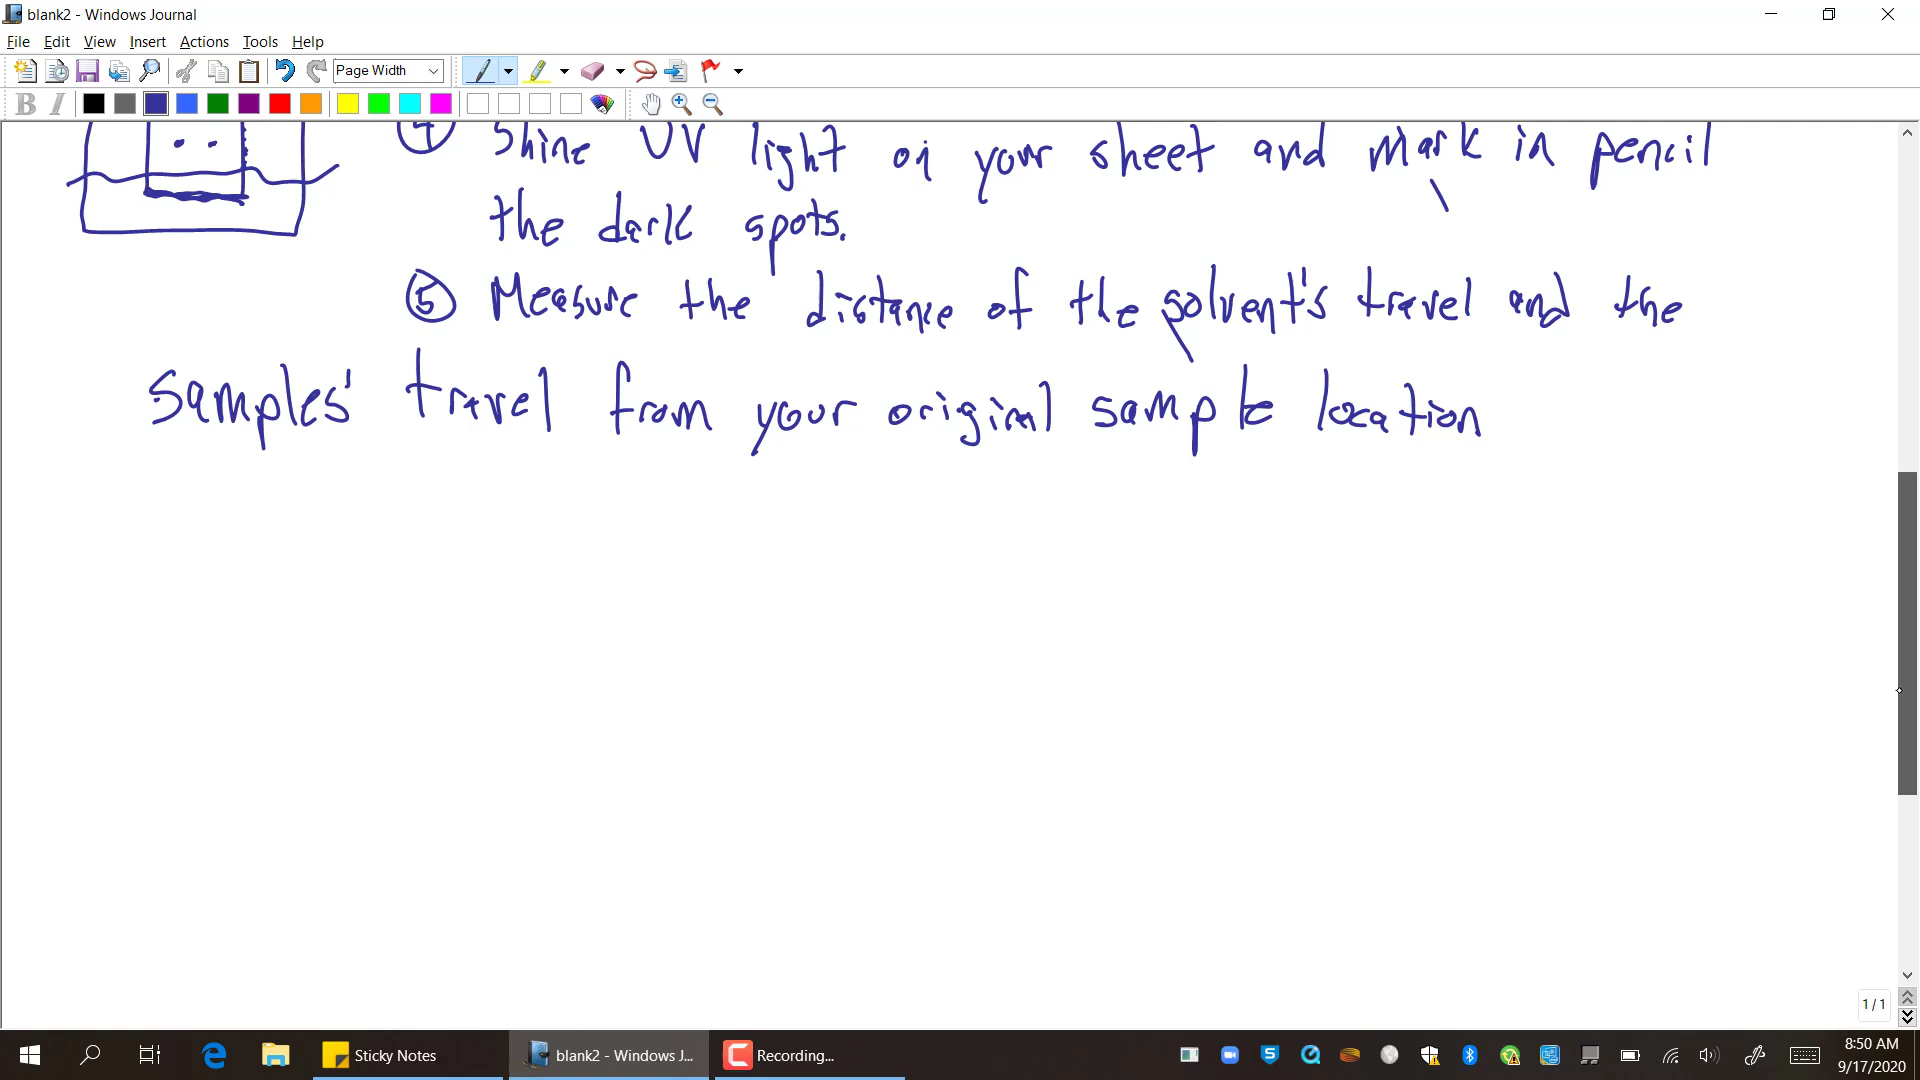 blank2 - Windows Journal
File Edit View Insert Actions Tools Help
Page Width
B I
④ Shine UV light on your sheet and mark in pencil
the dark spots.
⑤ Measure the distance of the solvent's travel and the
samples' travel from your original sample location
1 / 1
Sticky Notes
blank2 - Windows J...
Recording...
8:50 AM
9/17/2020